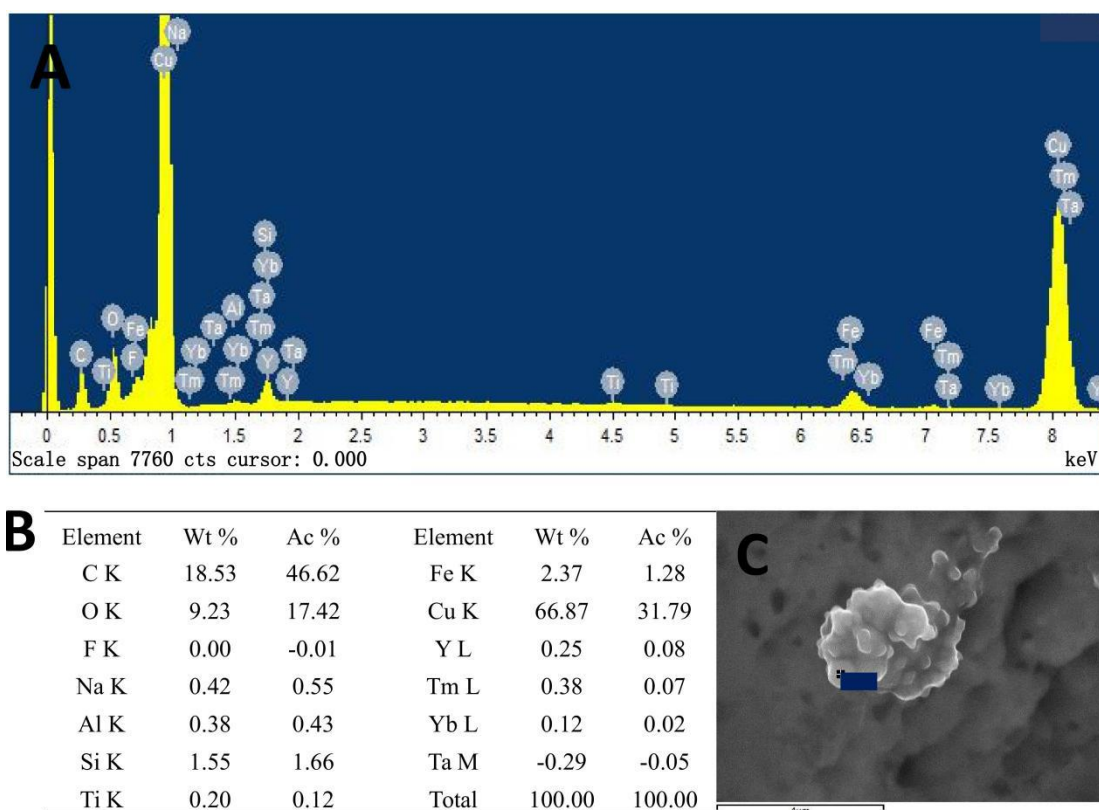 A
Na
Cu
Cu
Tm
Ta
Si
Yb
Ta
Tm
Y
Al
Yb
Tm
Ta
Yb
Tm
Ta
Y
O
Fe
F
C
Ti
Ti
Ti
Fe
Tm
Yb
Fe
Tm
Ta
Yb
0 0.5 1 1.5 2 2.5 3 3.5 4 4.5 5 5.5 6 6.5 7 7.5 8
Scale span 7760 cts cursor: 0.000 keV
B
Element Wt % Ac % Element Wt % Ac %
C K 18.53 46.62 Fe K 2.37 1.28
O K 9.23 17.42 Cu K 66.87 31.79
F K 0.00 -0.01 Y L 0.25 0.08
Na K 0.42 0.55 Tm L 0.38 0.07
Al K 0.38 0.43 Yb L 0.12 0.02
Si K 1.55 1.66 Ta M -0.29 -0.05
Ti K 0.20 0.12 Total 100.00 100.00
C